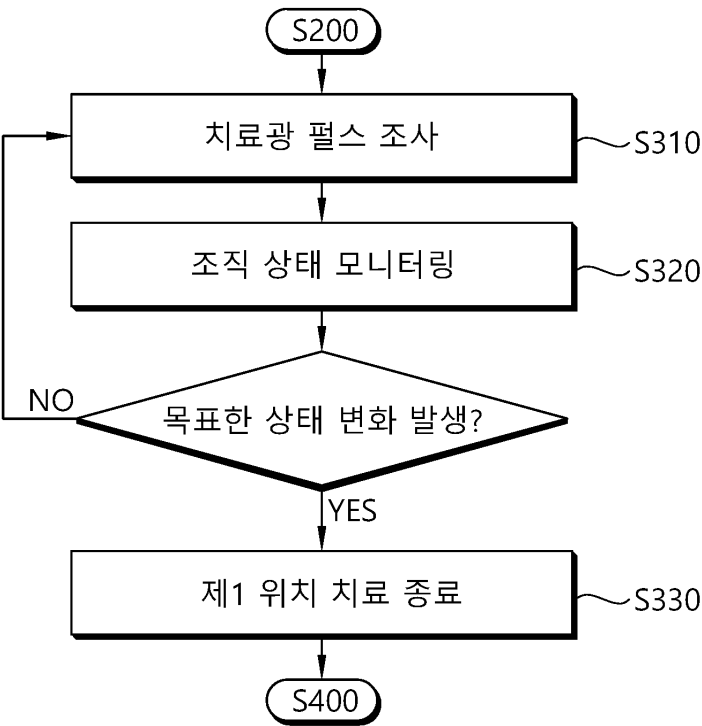 S200
치료광 펄스 조사
S310
조직 상태 모니터링
S320
NO
목표한 상태 변화 발생?
YES
제1 위치 치료 종료
S330
S400